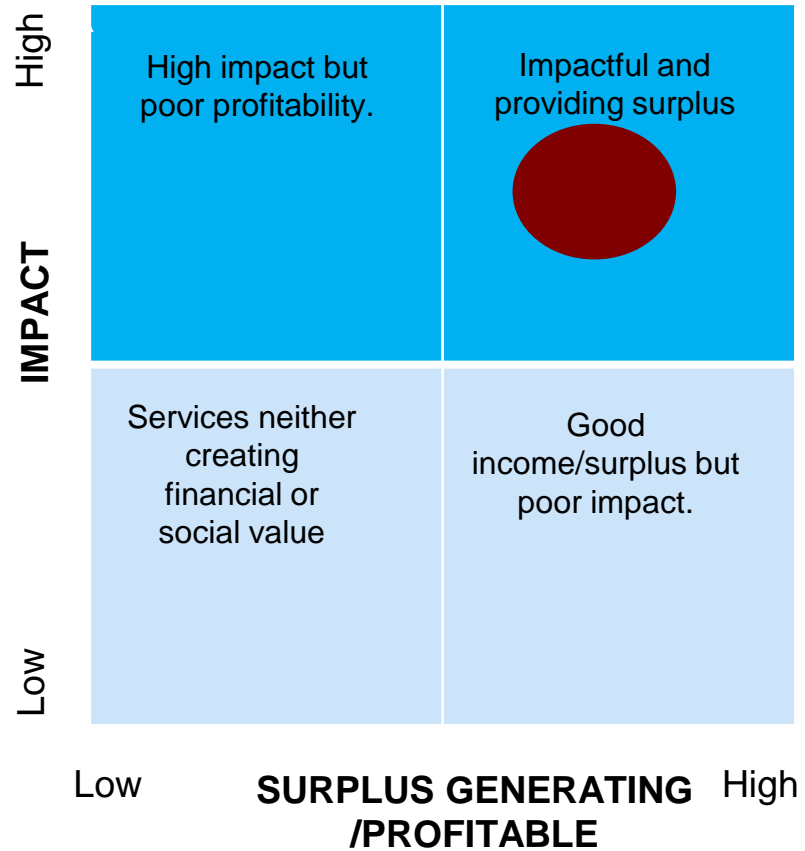 High
High impact but
poor profitability.
Impactful and
providing surplus
IMPACT
Services neither
creating
financial or
social value
Good
income/surplus but
poor impact.
Low
Low
SURPLUS GENERATING
/PROFITABLE
High